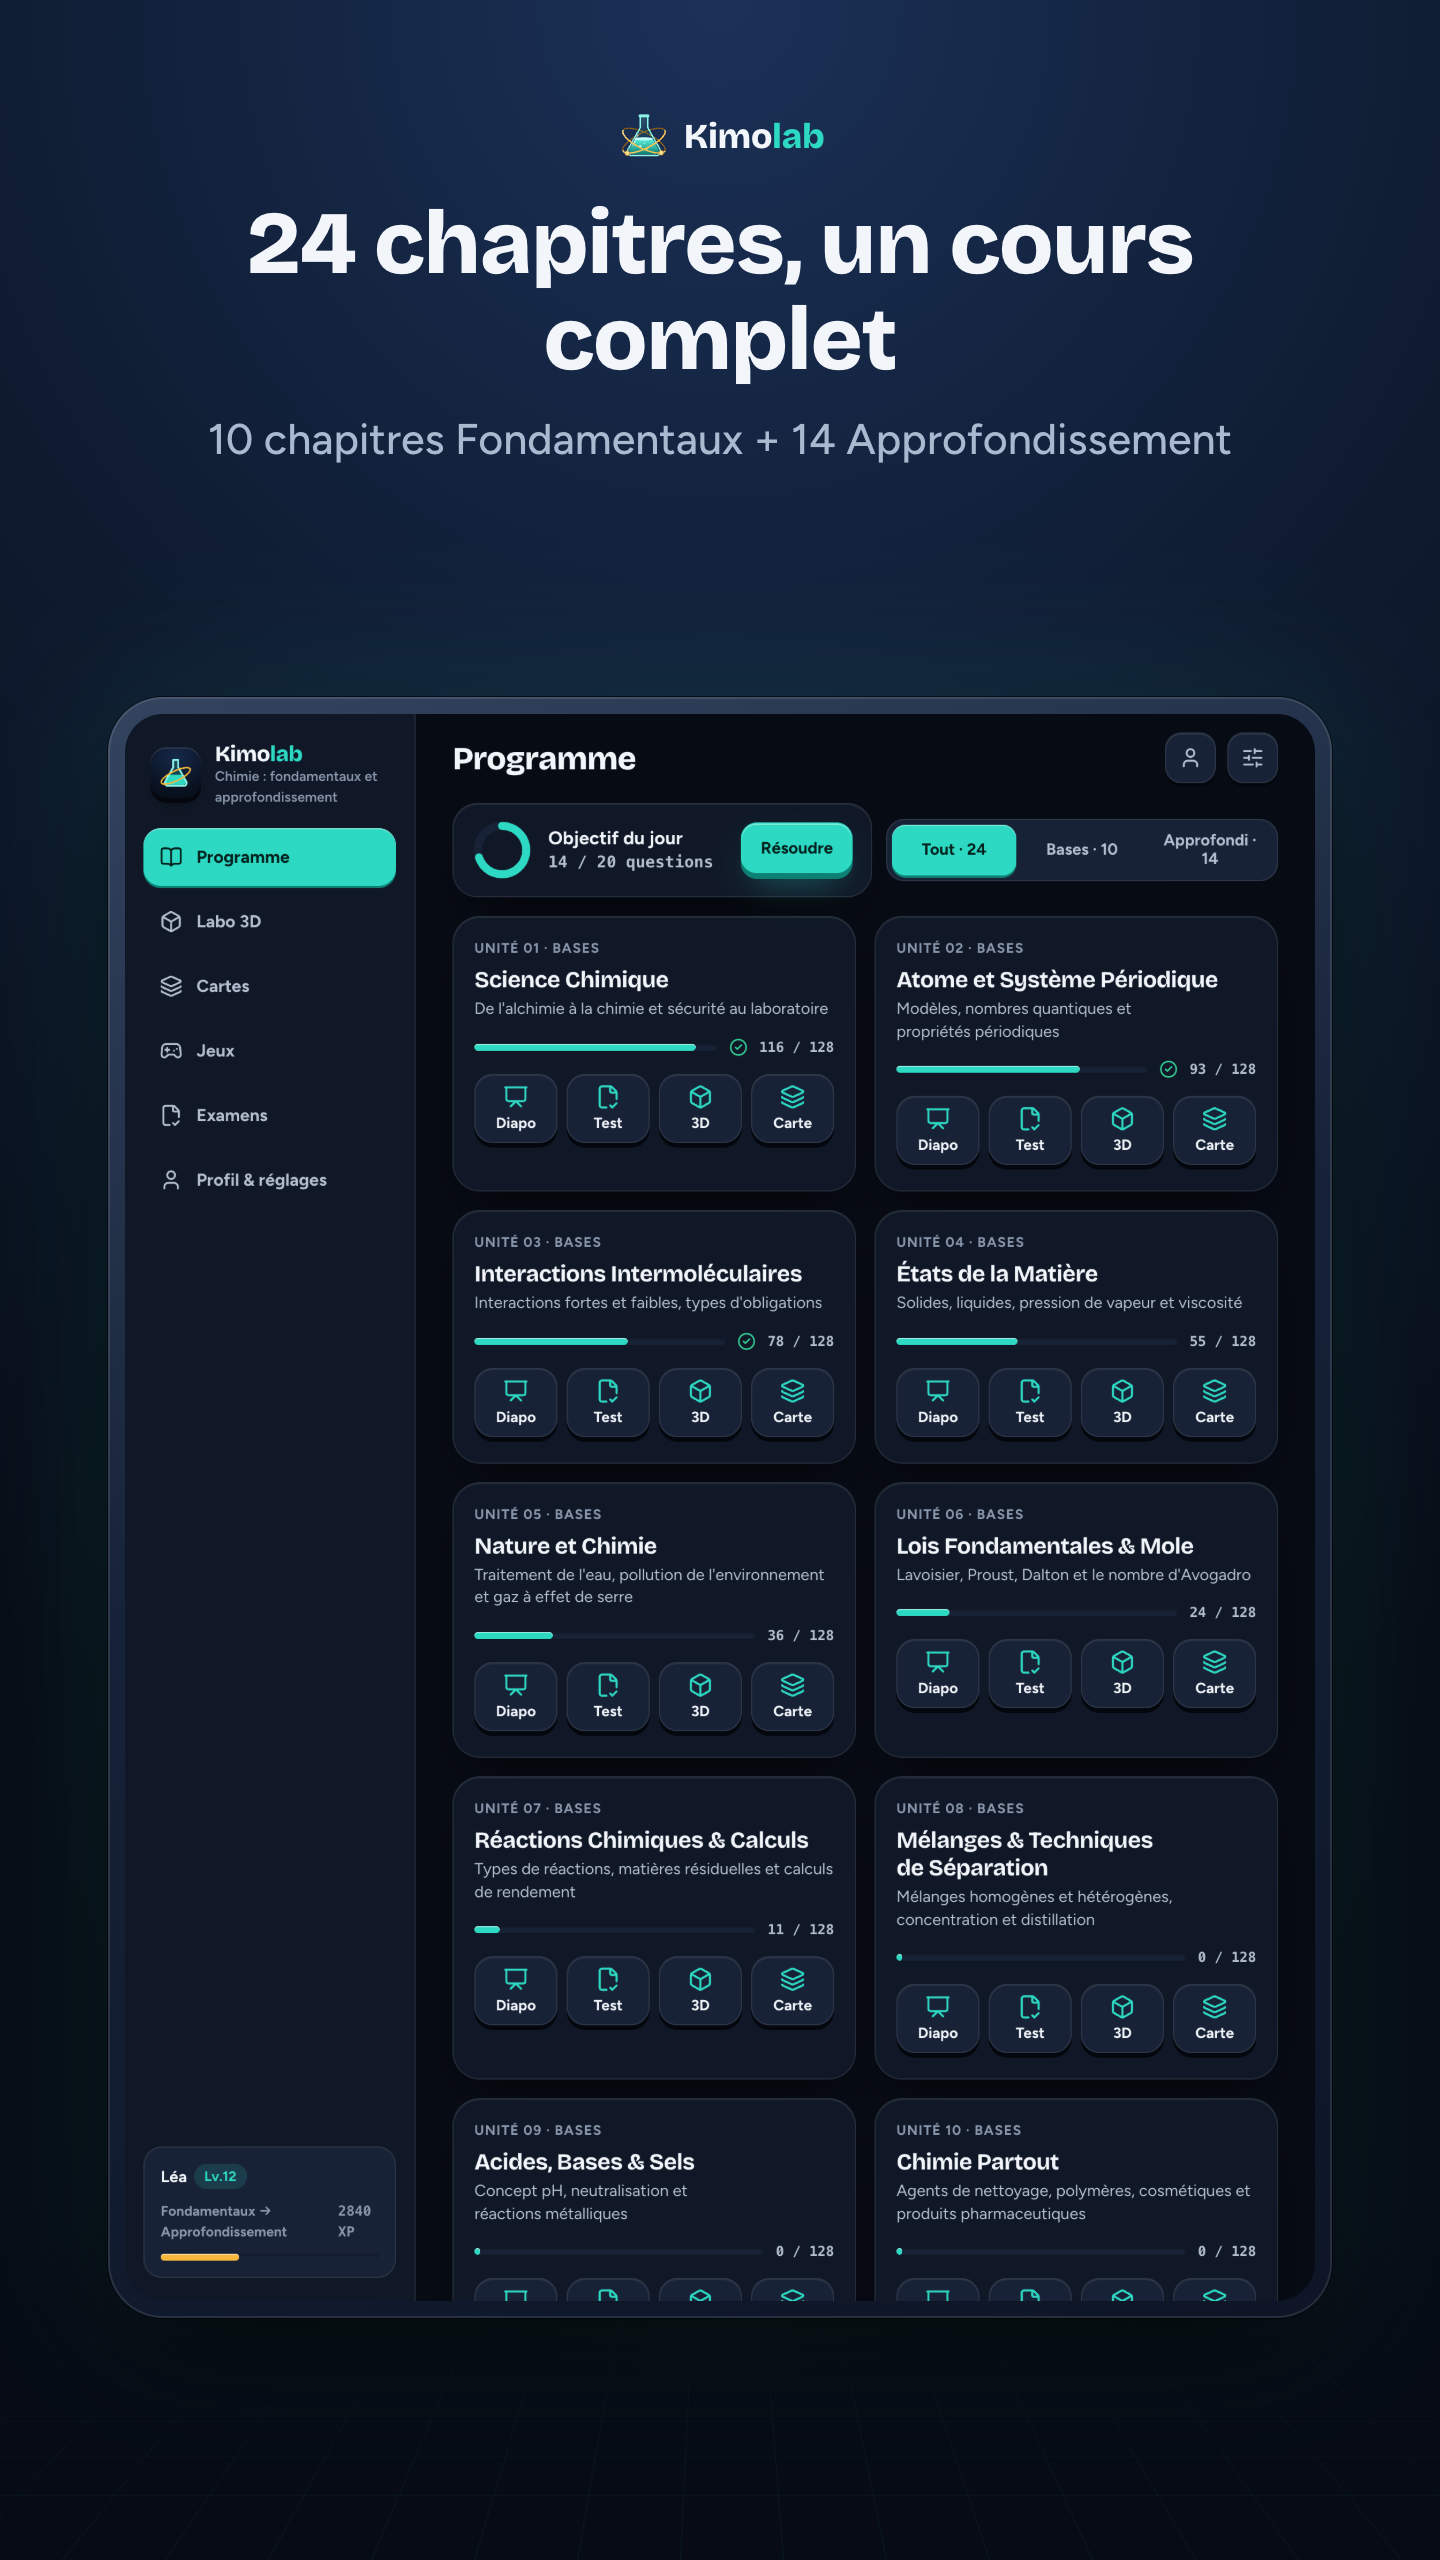 Kimolab
24 chapitres, un cours
complet
10 chapitres Fondamentaux + 14 Approfondissement
Kimolab
Chimie : fondamentaux et
approfondissement
Programme
Labo 3D
Cartes
Jeux
Examens
Profil & réglages
Léa Lv.12
Fondamentaux → 2840
Approfondissement XP
Programme
Objectif du jour
14 / 20 questions
Résoudre
Tout · 24
Bases · 10
Approfondi ·
14
UNITÉ 01 · BASES
Science Chimique
De l'alchimie à la chimie et sécurité au laboratoire
116 / 128
Diapo Test 3D Carte
UNITÉ 02 · BASES
Atome et Système Périodique
Modèles, nombres quantiques et
propriétés périodiques
93 / 128
Diapo Test 3D Carte
UNITÉ 03 · BASES
Interactions Intermoléculaires
Interactions fortes et faibles, types d'obligations
78 / 128
Diapo Test 3D Carte
UNITÉ 04 · BASES
États de la Matière
Solides, liquides, pression de vapeur et viscosité
55 / 128
Diapo Test 3D Carte
UNITÉ 05 · BASES
Nature et Chimie
Traitement de l'eau, pollution de l'environnement
et gaz à effet de serre
36 / 128
Diapo Test 3D Carte
UNITÉ 06 · BASES
Lois Fondamentales & Mole
Lavoisier, Proust, Dalton et le nombre d'Avogadro
24 / 128
Diapo Test 3D Carte
UNITÉ 07 · BASES
Réactions Chimiques & Calculs
Types de réactions, matières résiduelles et calculs
de rendement
11 / 128
Diapo Test 3D Carte
UNITÉ 08 · BASES
Mélanges & Techniques
de Séparation
Mélanges homogènes et hétérogènes,
concentration et distillation
0 / 128
Diapo Test 3D Carte
UNITÉ 09 · BASES
Acides, Bases & Sels
Concept pH, neutralisation et
réactions métalliques
0 / 128
UNITÉ 10 · BASES
Chimie Partout
Agents de nettoyage, polymères, cosmétiques et
produits pharmaceutiques
0 / 128